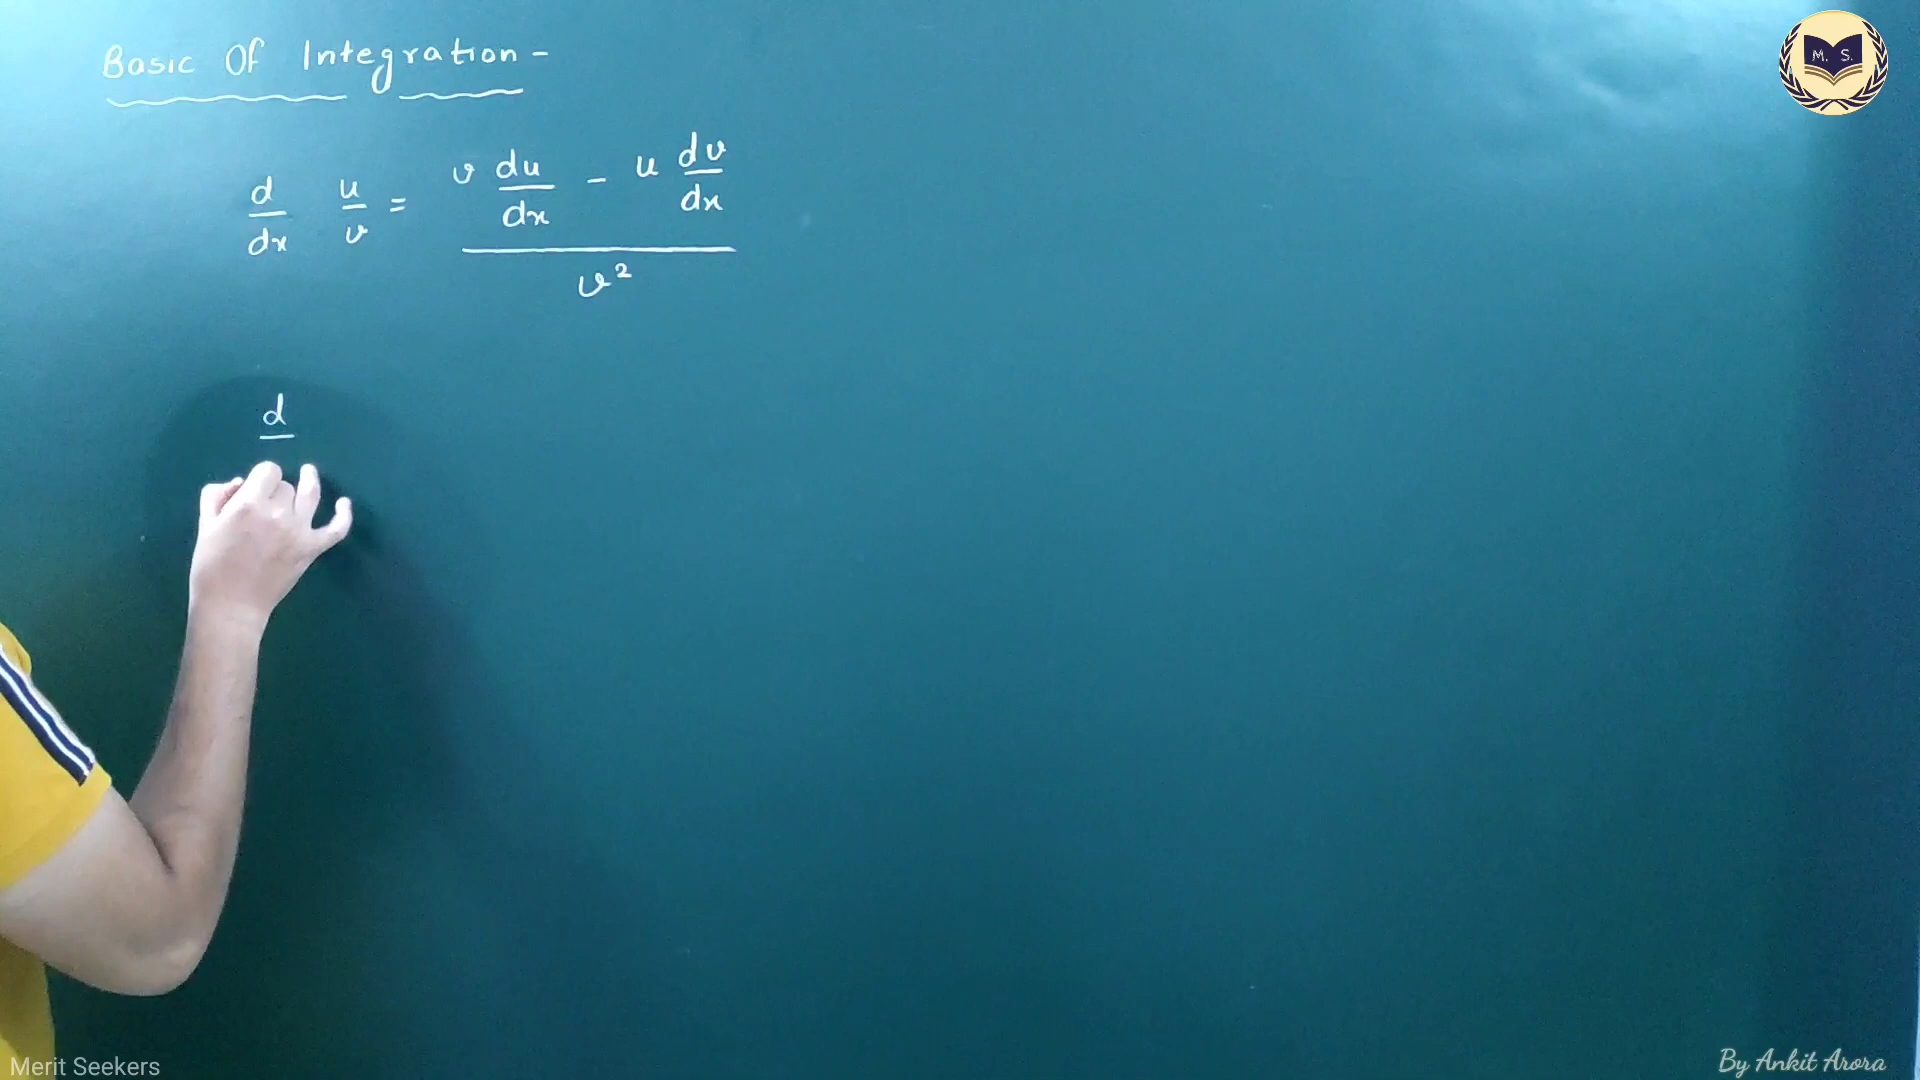 Basic Of Integration -
M. S.
d/dx u/v = (v du/dx - u dv/dx) / v²
d
Merit Seekers
By Ankit Arora